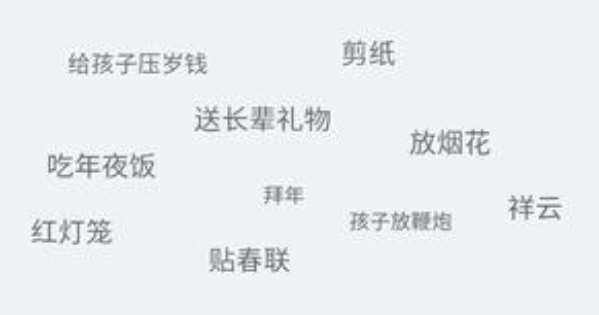 剪纸
给孩子压岁钱
送长辈礼物
放烟花
吃年夜饭
拜年
祥云
孩子放鞭炮
红灯笼
贴春联